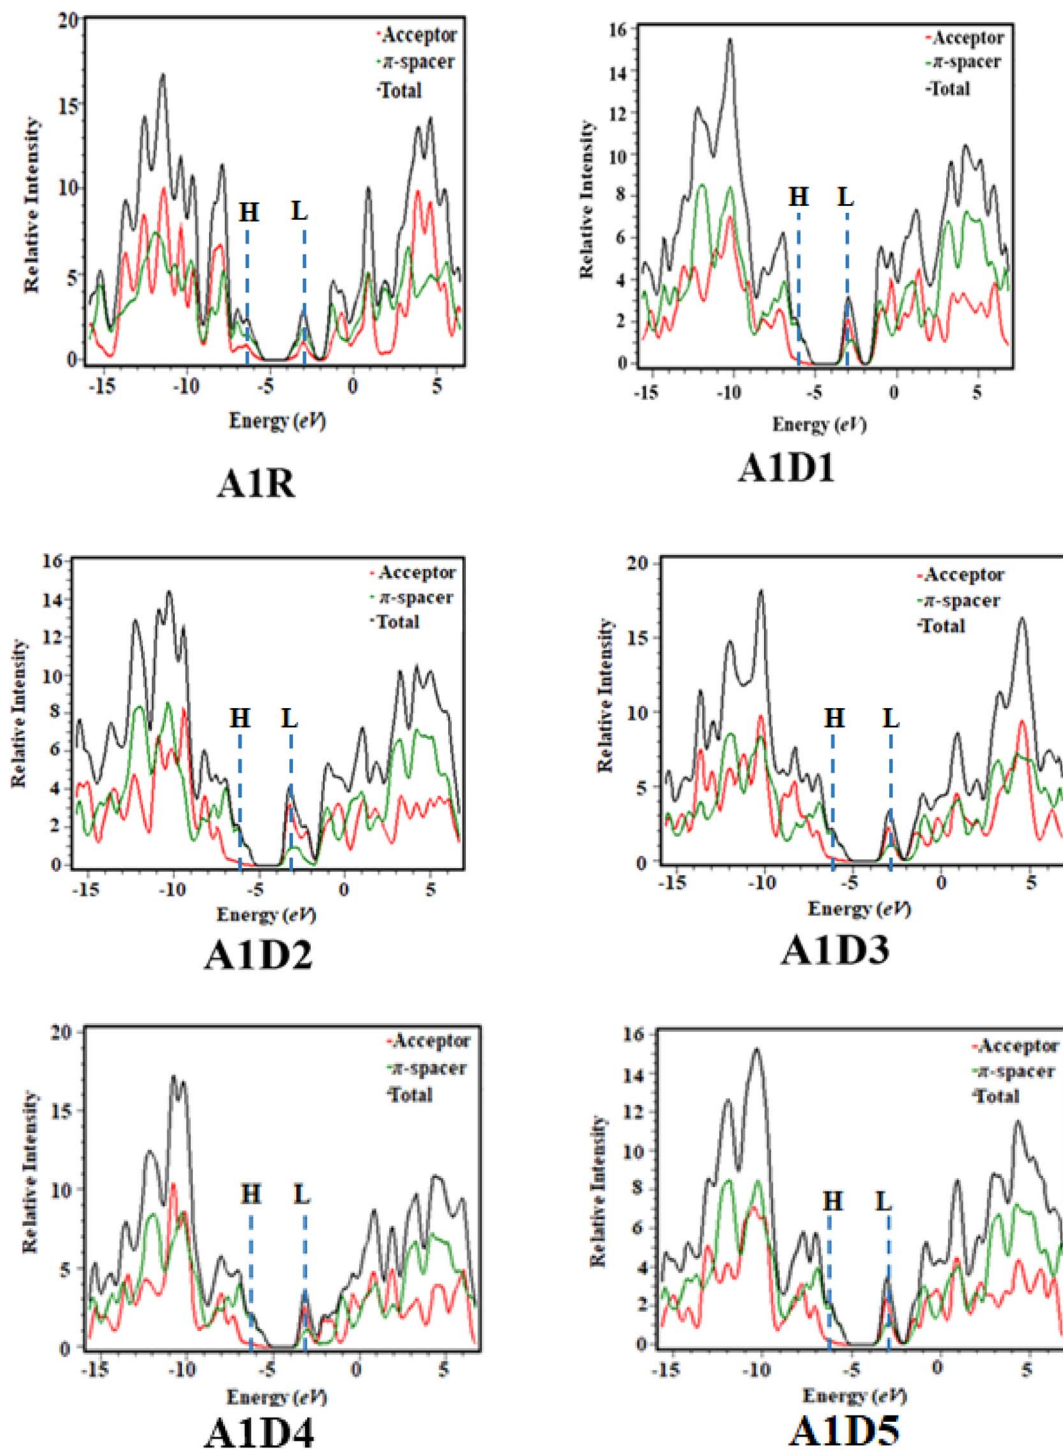 20
15
10
5
0
Relative Intensity
Acceptor
π-spacer
Total
H
L
-15
-10
-5
0
5
Energy (eV)
A1R
16
14
12
10
8
6
4
2
0
Relative Intensity
Acceptor
π-spacer
Total
H
L
-15
-10
-5
0
5
Energy (eV)
A1D1
16
14
12
10
8
6
4
2
0
Relative Intensity
Acceptor
π-spacer
Total
H
L
-15
-10
-5
0
5
Energy (eV)
A1D2
20
15
10
5
0
Relative Intensity
Acceptor
π-spacer
Total
H
L
-15
-10
-5
0
5
Energy (eV)
A1D3
20
15
10
5
0
Relative Intensity
Acceptor
π-spacer
Total
H
L
-15
-10
-5
0
5
Energy (eV)
A1D4
16
14
12
10
8
6
4
2
0
Relative Intensity
Acceptor
π-spacer
Total
H
L
-15
-10
-5
0
5
Energy (eV)
A1D5